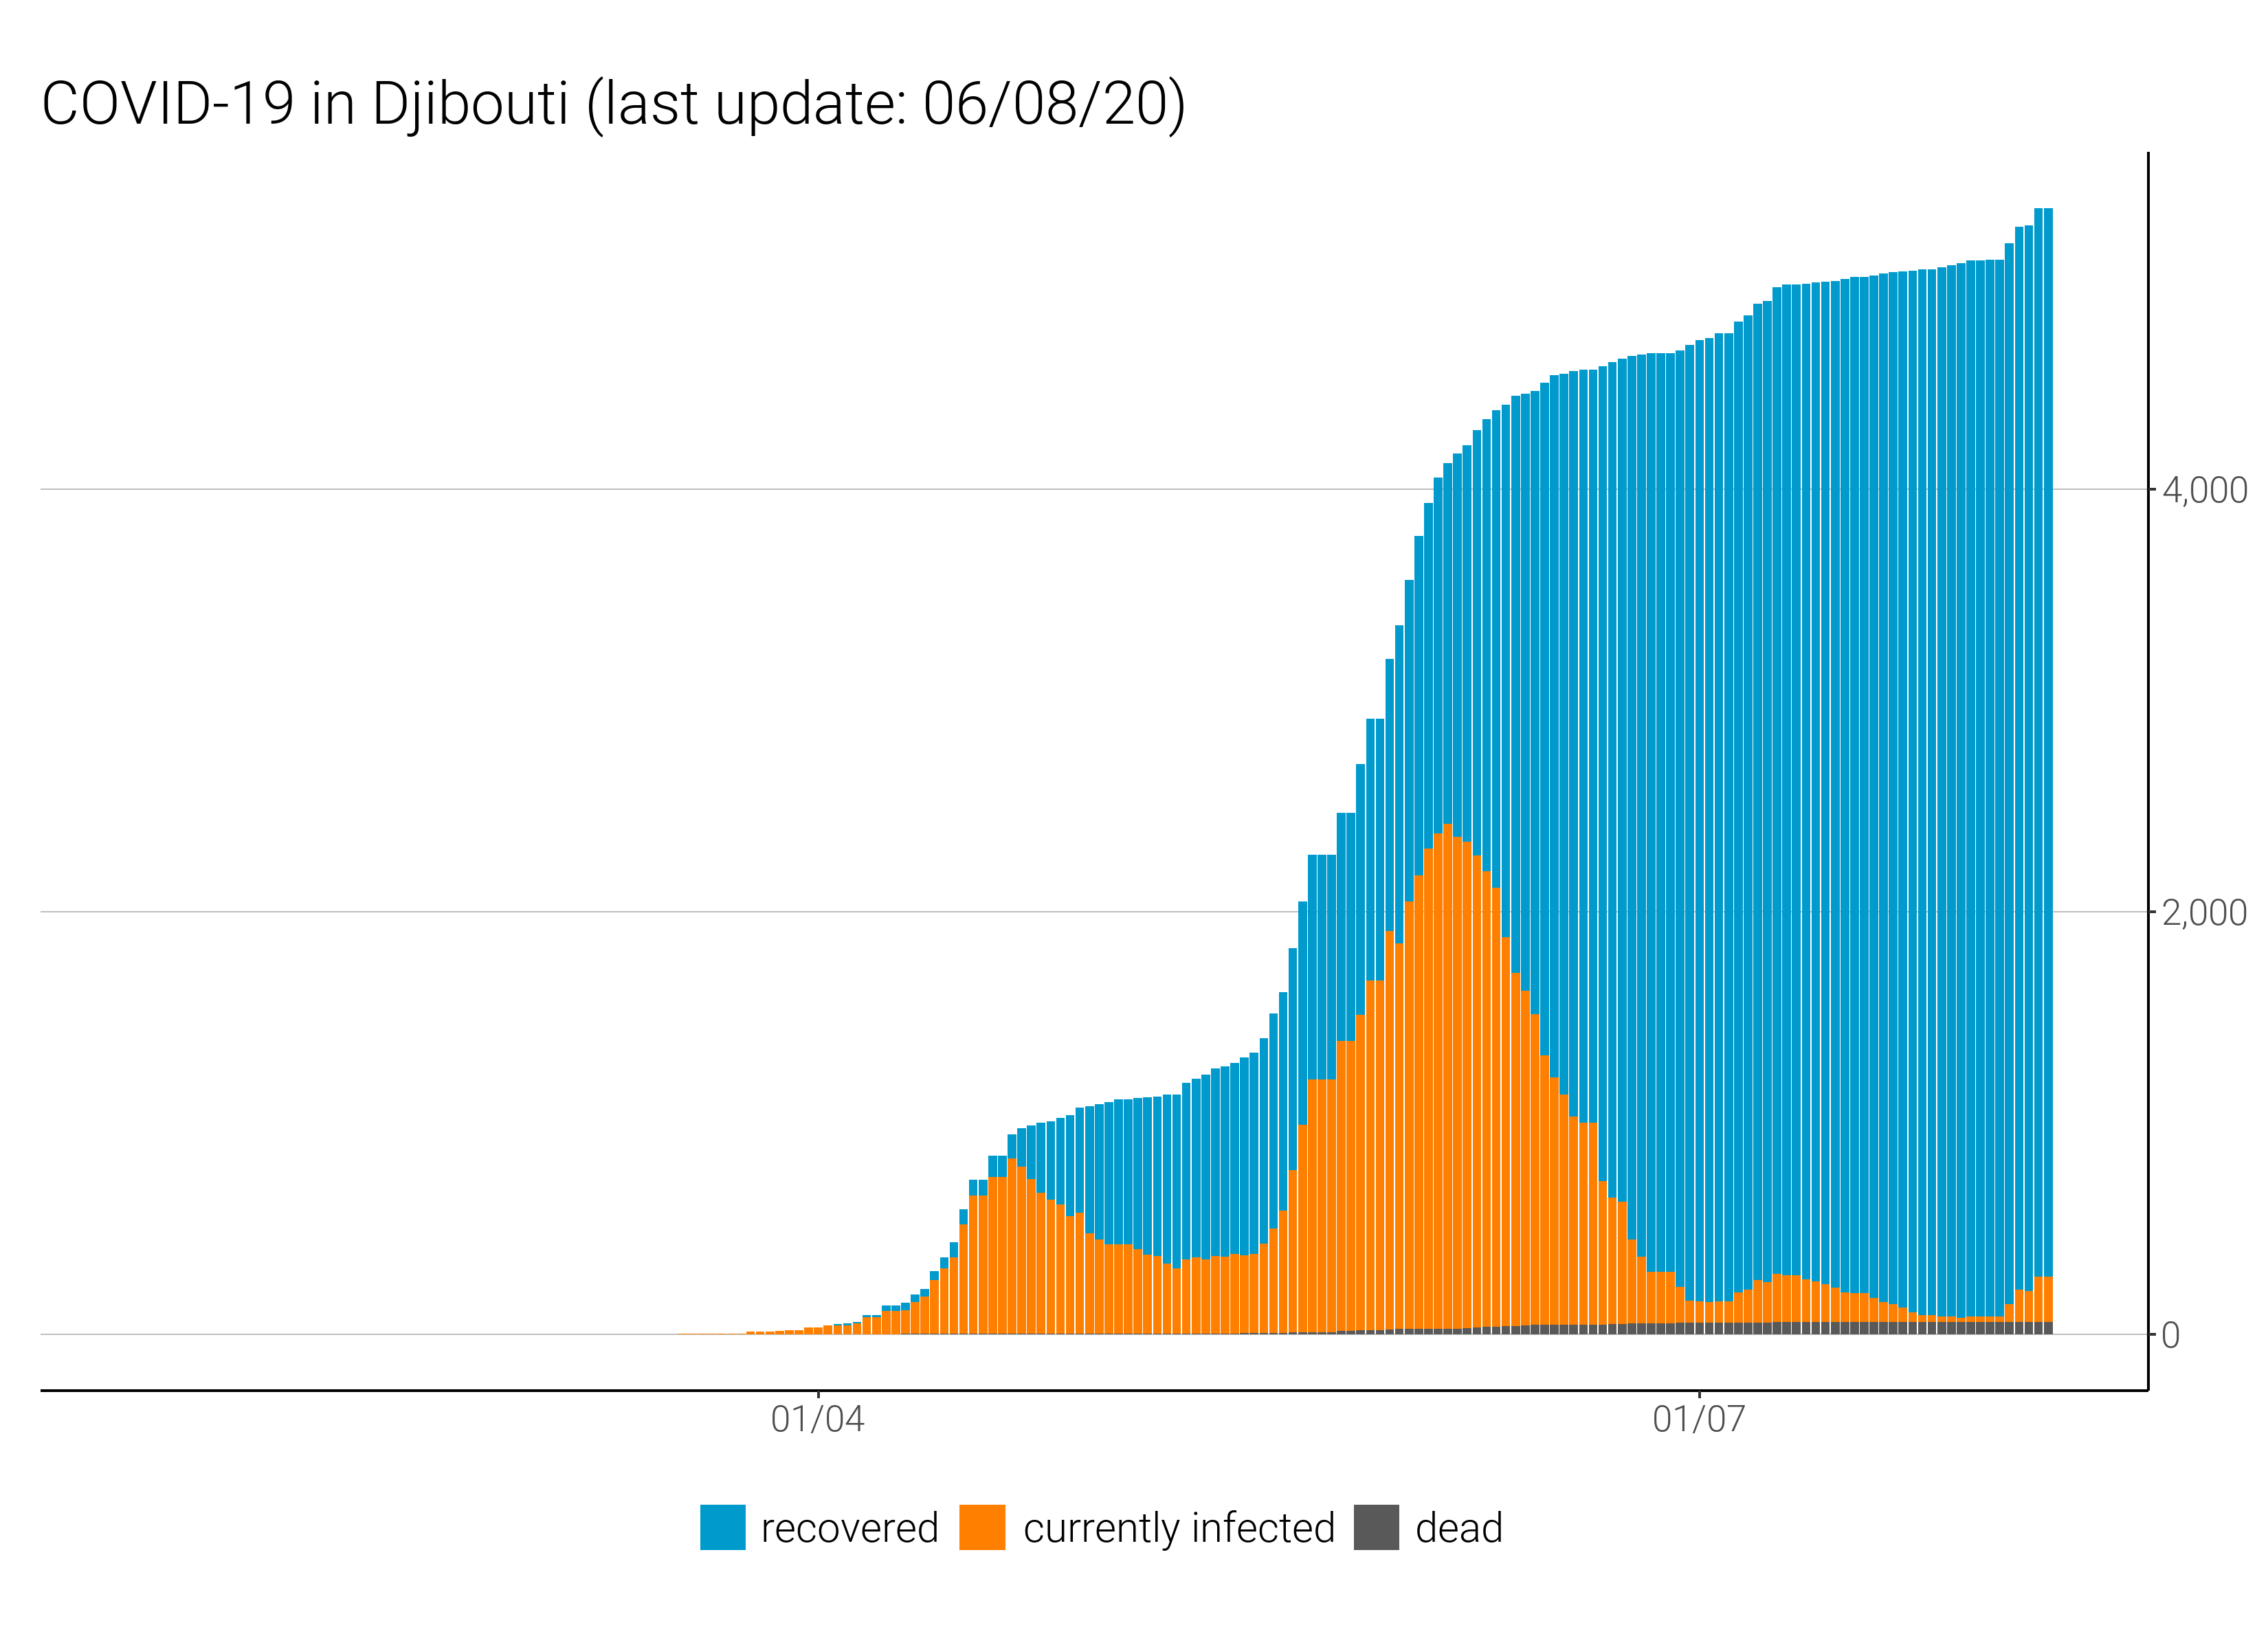 COVID-19 in Djibouti (last update: 06/08/20)
4,000
2,000
0
01/04 01/07
recovered currently infected dead